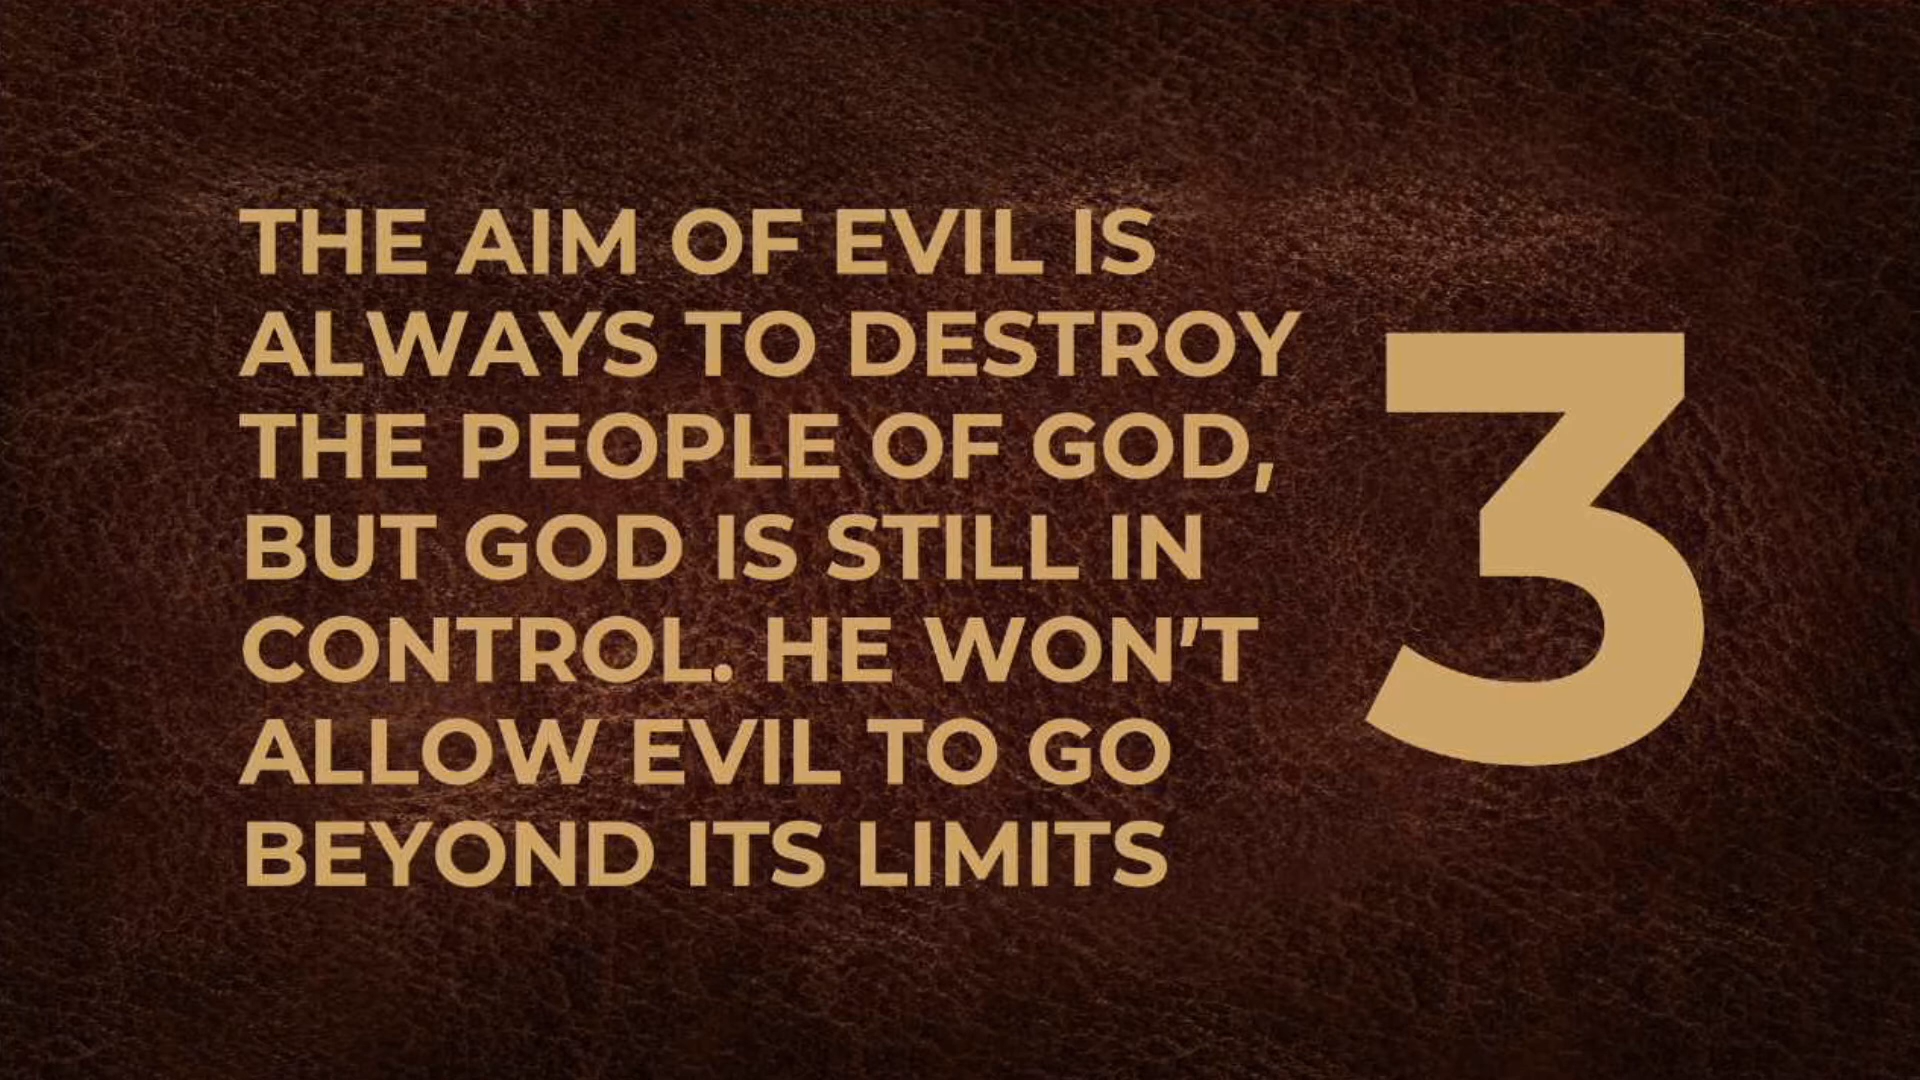 THE AIM OF EVIL IS
ALWAYS TO DESTROY
THE PEOPLE OF GOD,
BUT GOD IS STILL IN
CONTROL. HE WON'T
ALLOW EVIL TO GO
BEYOND ITS LIMITS
3